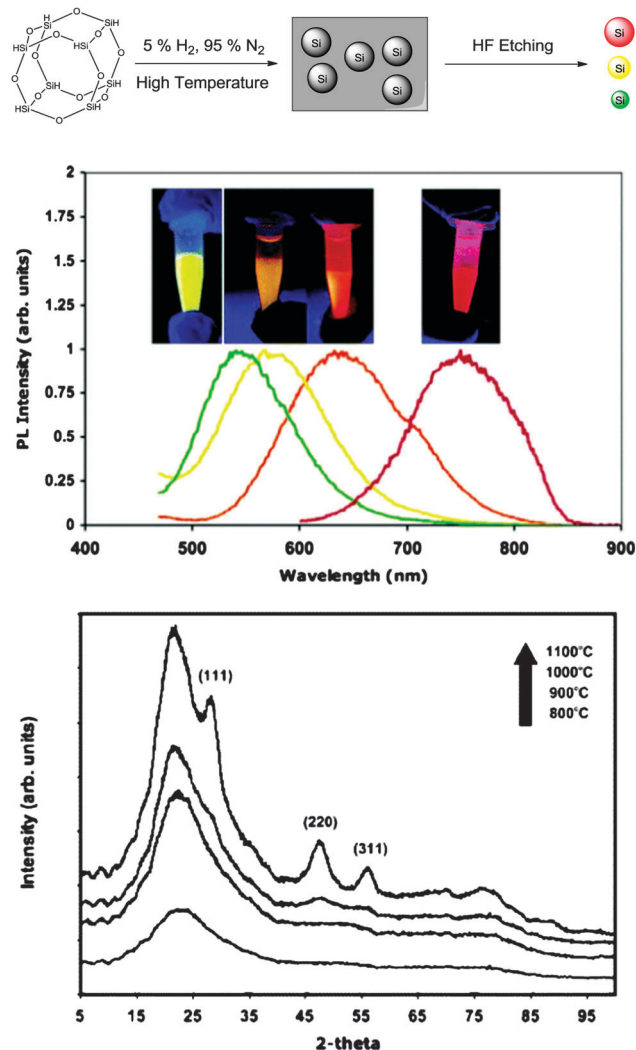 H
Si
O
SiH
O
HSi
O
SiH
O
O
O
O
SiH
O
Si
H
O
O
O
HSi
SiH
O
5 % H2, 95 % N2
High Temperature
Si
Si
Si
Si
Si
HF Etching
Si
Si
Si
2
1.75
1.5
1.25
1
0.75
0.5
0.25
0
PL Intensity (arb. units)
400
500
600
700
800
900
Wavelength (nm)
1100°C
1000°C
900°C
800°C
(111)
(220)
(311)
Intensity (arb. units)
5
15
25
35
45
55
65
75
85
95
2-theta